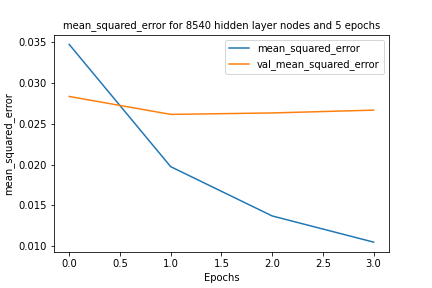 mean_squared_error for 8540 hidden layer nodes and 5 epochs
mean_squared_error
val_mean_squared_error
mean_squared_error
0.035
0.030
0.025
0.020
0.015
0.010
0.0 0.5 1.0 1.5 2.0 2.5 3.0
Epochs